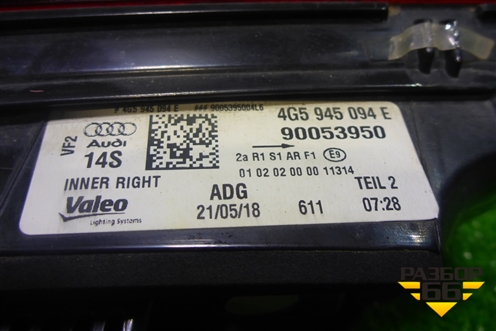 P 4G5 945 094 E
FFF 90053950D4L6
4G5 945 094 E
90053950
VF2
Audi
14S
2a R1 S1 AR F1 E9
01 02 02 00 00 11314
INNER RIGHT
ADG
TEIL 2
Valeo
Lighting Systems
21/05/18
611
07:28
РАЗБОР
66